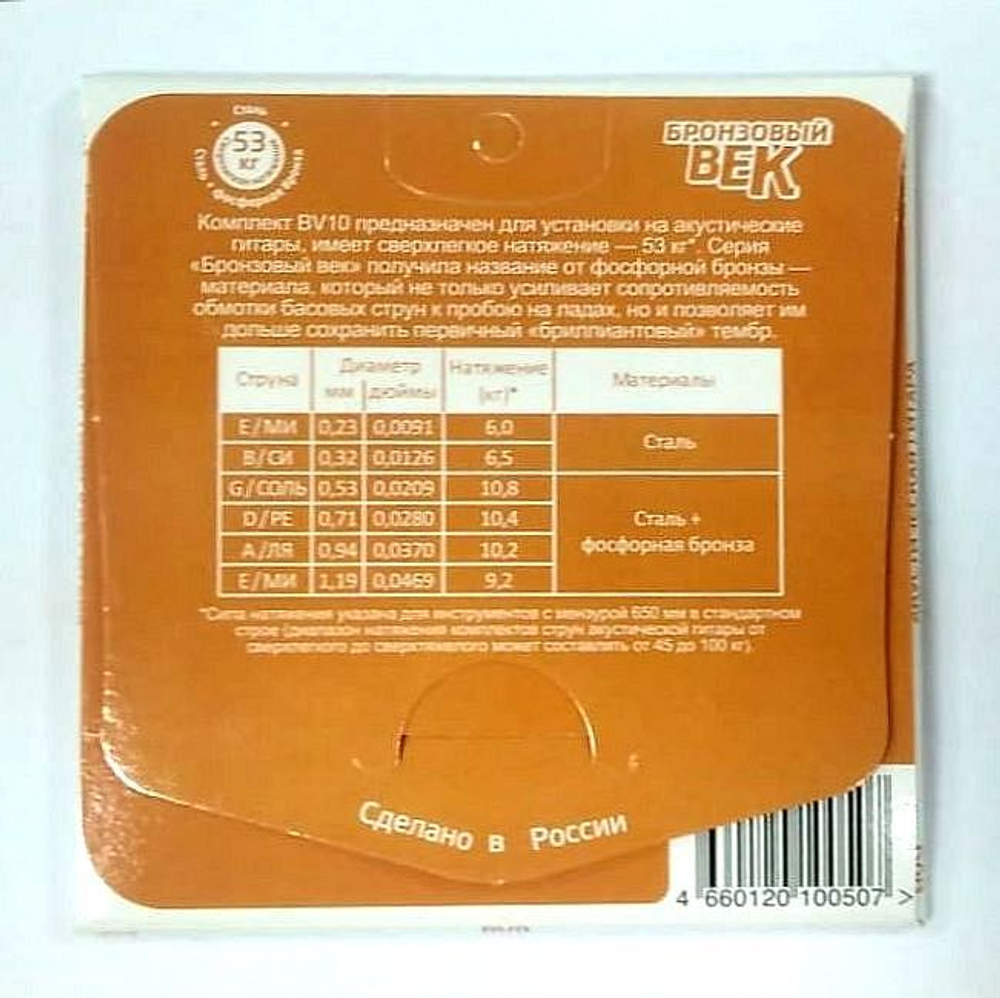 сталь
53
кг
сталь + фосфорная бронза
БРОНЗОВЫЙ
ВЕК
Комплект BV10 предназначен для установки на акустические
гитары, имеет сверхлегкое натяжение — 53 кг*. Серия
«Бронзовый век» получила название от фосфорной бронзы —
материала, который не только усиливает сопротивляемость
обмотки басовых струн к пробою на ладах, но и позволяет им
дольше сохранить первичный «бриллиантовый» тембр.
Струна Диаметр Натяжение Материалы
мм дюймы (кг)*
E/МИ 0,23 0,0091 6,0 Сталь
B/СИ 0,32 0,0126 6,5
G/СОЛЬ 0,53 0,0209 10,8
D/РЕ 0,71 0,0280 10,4 Сталь +
А/ЛЯ 0,94 0,0370 10,2 фосфорная бронза
E/МИ 1,19 0,0469 9,2
*Сила натяжения указана для инструментов с мензурой 650 мм в стандартном
строе (диапазон натяжения комплектов струн акустической гитары от
сверхлегкого до сверхтяжелого может составлять от 45 до 100 кг).
Сделано в России
4 660120 100507 >